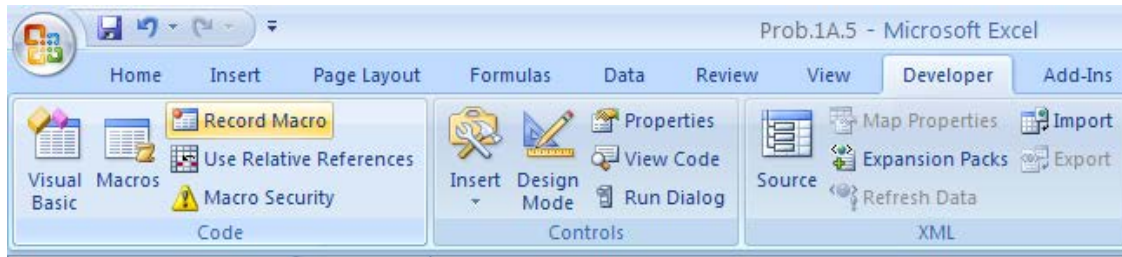 Prob.1A.5 - Microsoft Excel
Home Insert Page Layout Formulas Data Review View Developer Add-Ins
Visual Basic
Macros
Record Macro
Use Relative References
Macro Security
Code
Insert
Design Mode
Properties
View Code
Run Dialog
Controls
Source
Map Properties
Expansion Packs
Refresh Data
Import
Export
XML